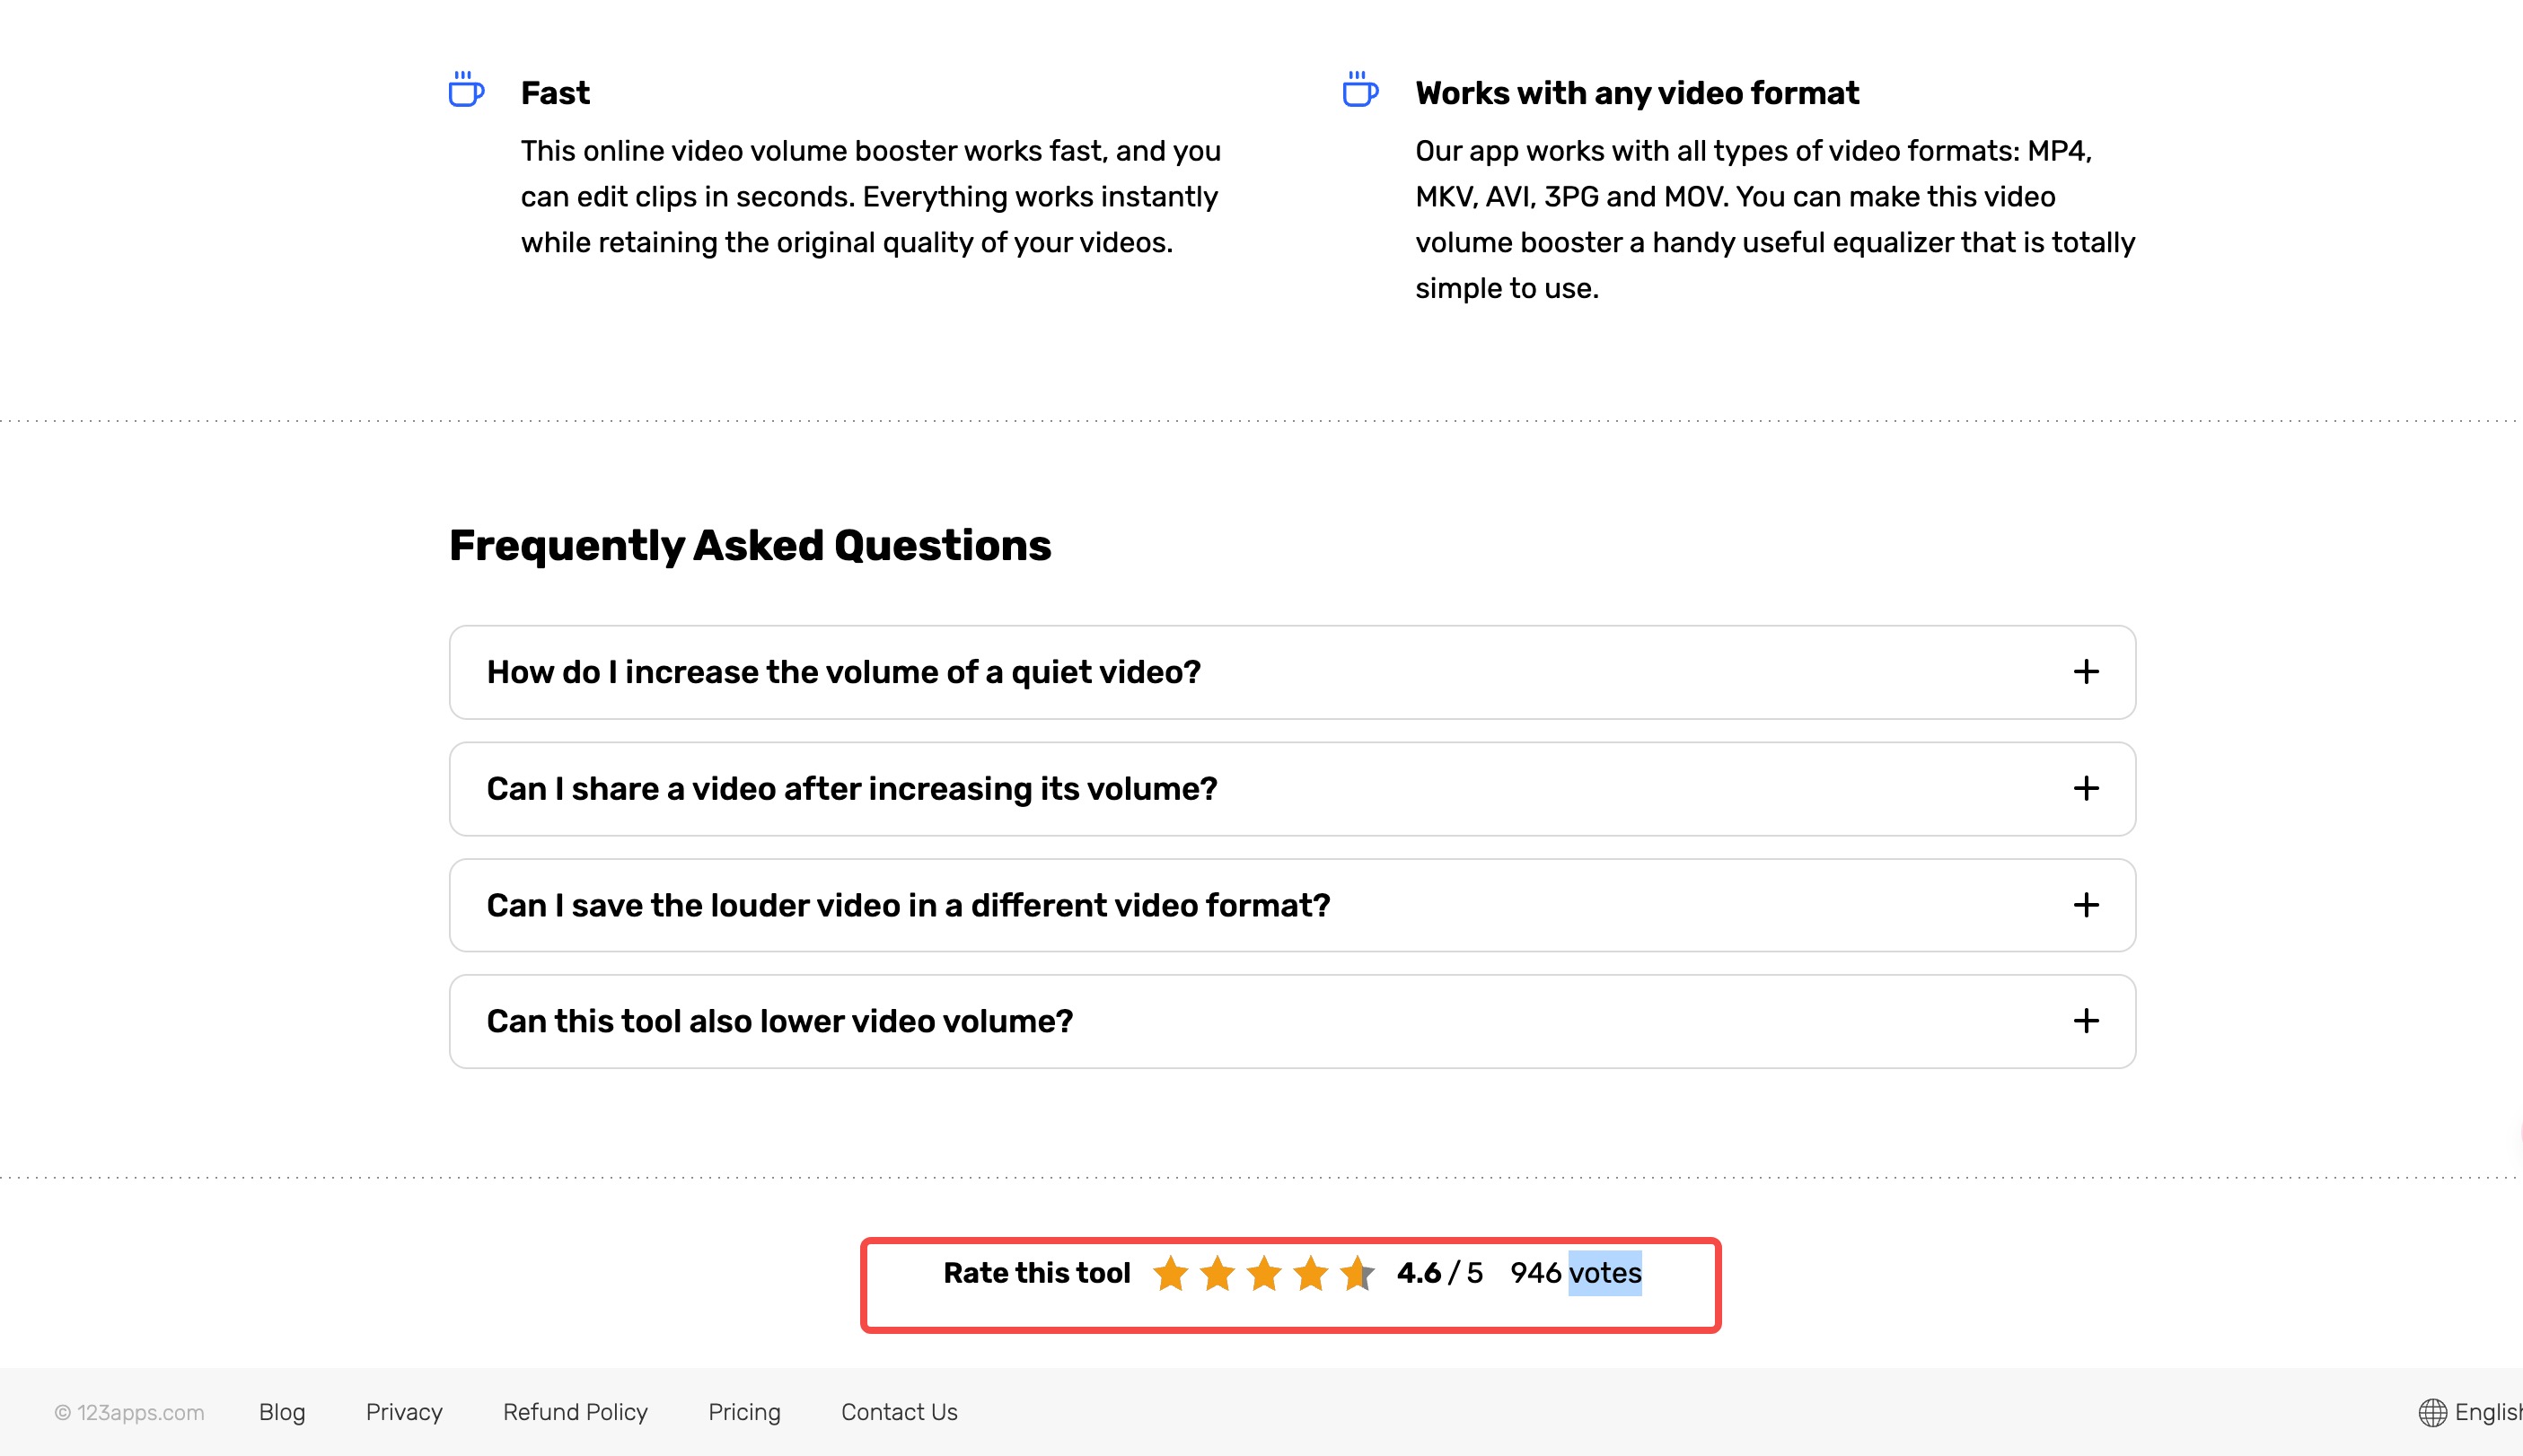 Fast
This online video volume booster works fast, and you
can edit clips in seconds. Everything works instantly
while retaining the original quality of your videos.
Works with any video format
Our app works with all types of video formats: MP4,
MKV, AVI, 3PG and MOV. You can make this video
volume booster a handy useful equalizer that is totally
simple to use.
Frequently Asked Questions
How do I increase the volume of a quiet video?
Can I share a video after increasing its volume?
Can I save the louder video in a different video format?
Can this tool also lower video volume?
Rate this tool 4.6 / 5 946 votes
© 123apps.com Blog Privacy Refund Policy Pricing Contact Us English